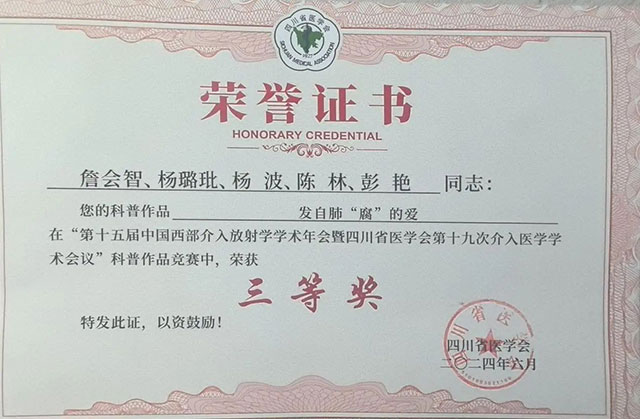 四川省医学会
SICHUAN MEDICAL ASSOCIATION
荣誉证书
HONORARY CREDENTIAL
詹会智、杨璐玭、杨 波、陈 林、彭 艳 同志：
您的科普作品 发自肺“腐”的爱
在“第十五届中国西部介入放射学学术年会暨四川省医学会第十九次介入医学学
术会议”科普作品竞赛中，荣获
三等奖
特发此证，以资鼓励！
四川省医学会
二〇二四年六月